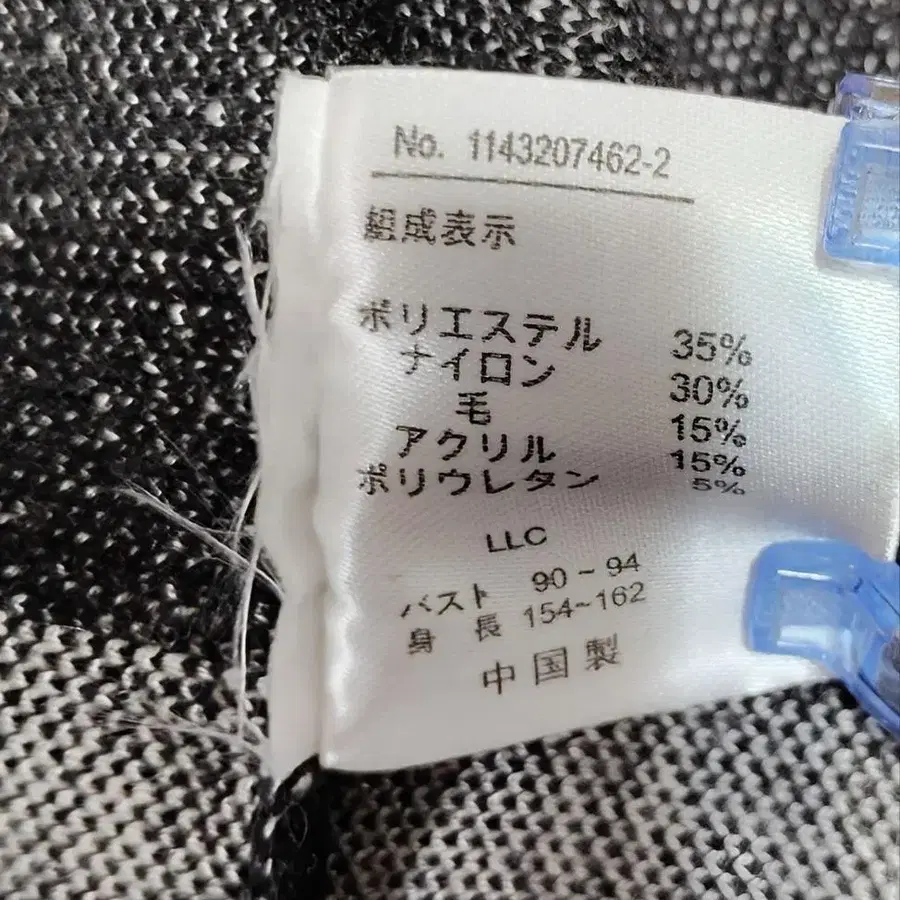 No. 1143207462-2
組成表示
ポリエステル 35%
ナイロン 30%
毛 15%
アクリル 15%
ポリウレタン 5%
LLC
バスト 90-94
身長 154~162
中国製